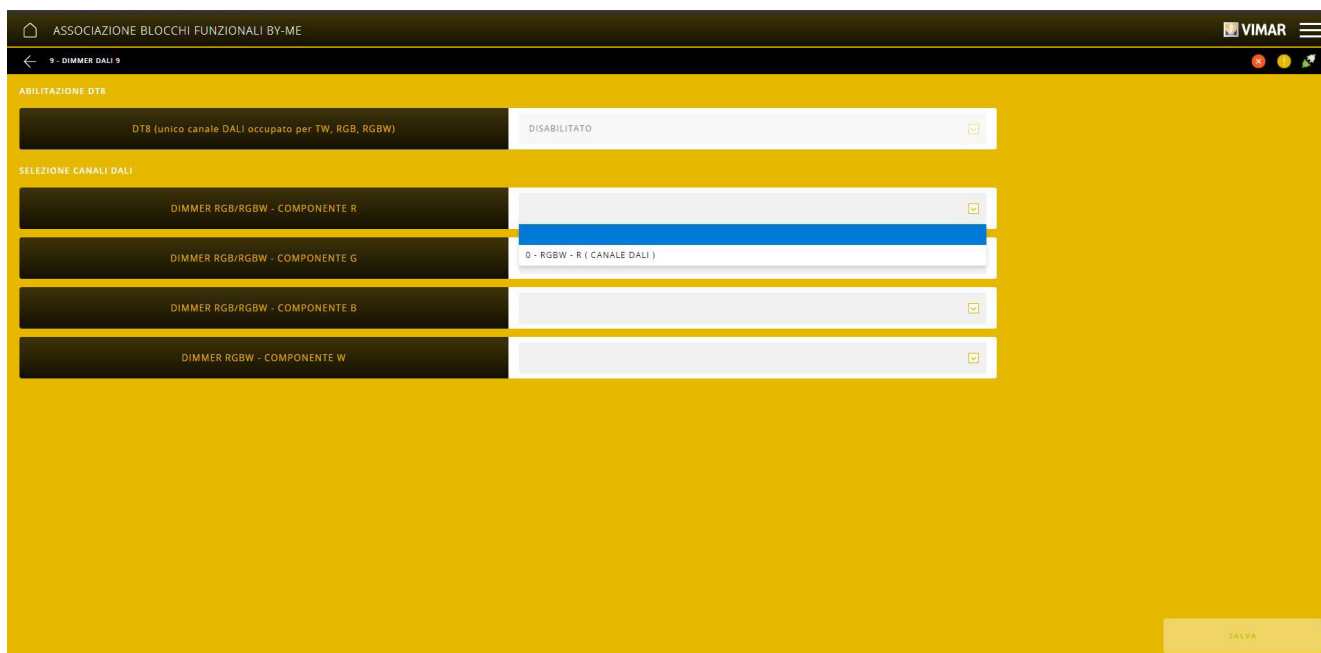 ASSOCIAZIONE BLOCCHI FUNZIONALI BY-ME
VIMAR
9 - DIMMER DALI 9
ABILITAZIONE DT8
DT8 (unico canale DALI occupato per TW, RGB, RGBW)
DISABILITATO
SELEZIONE CANALI DALI
DIMMER RGB/RGBW - COMPONENTE R
DIMMER RGB/RGBW - COMPONENTE G
0 - RGBW - R ( CANALE DALI )
DIMMER RGB/RGBW - COMPONENTE B
DIMMER RGBW - COMPONENTE W
SALVA